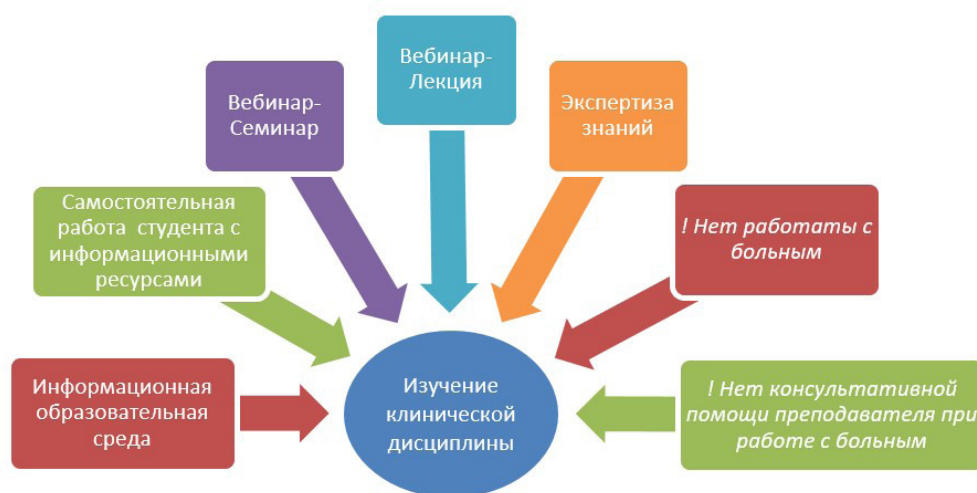 Вебинар-
Лекция
Вебинар-
Семинар
Экспертиза
знаний
Самостоятельная
работа студента с
информационными
ресурсами
! Нет работаты с
больным
Информационная
образовательная
среда
Изучение
клинической
дисциплины
! Нет консультативной
помощи преподавателя при
работе с больным